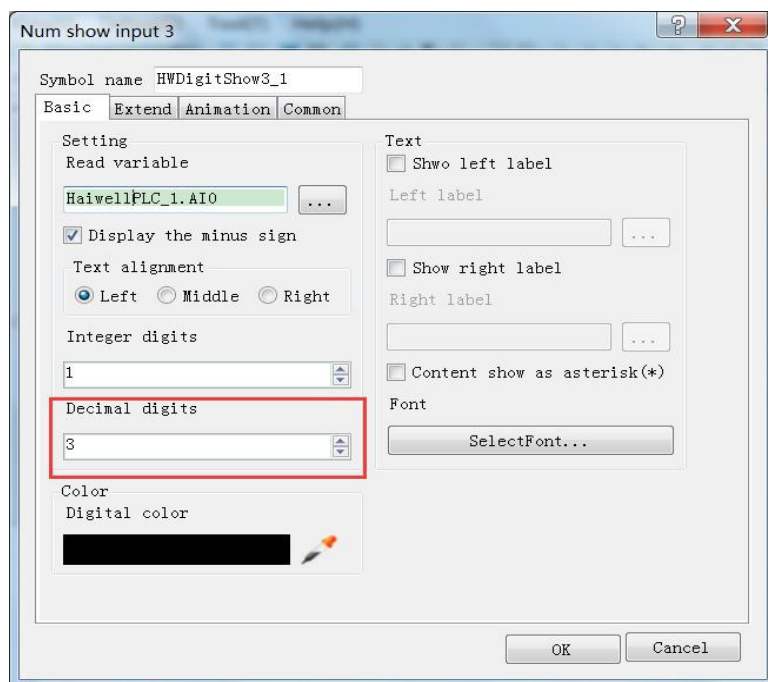 Num show input 3
Symbol name HWDigitShow3_1
Basic Extend Animation Common
Setting
Read variable
HaiwellPLC_1.AI0
...
Display the minus sign
Text alignment
Left Middle Right
Integer digits
1
Decimal digits
3
Color
Digital color
Text
Shwo left label
Left label
...
Show right label
Right label
...
Content show as asterisk(*)
Font
SelectFont...
OK Cancel